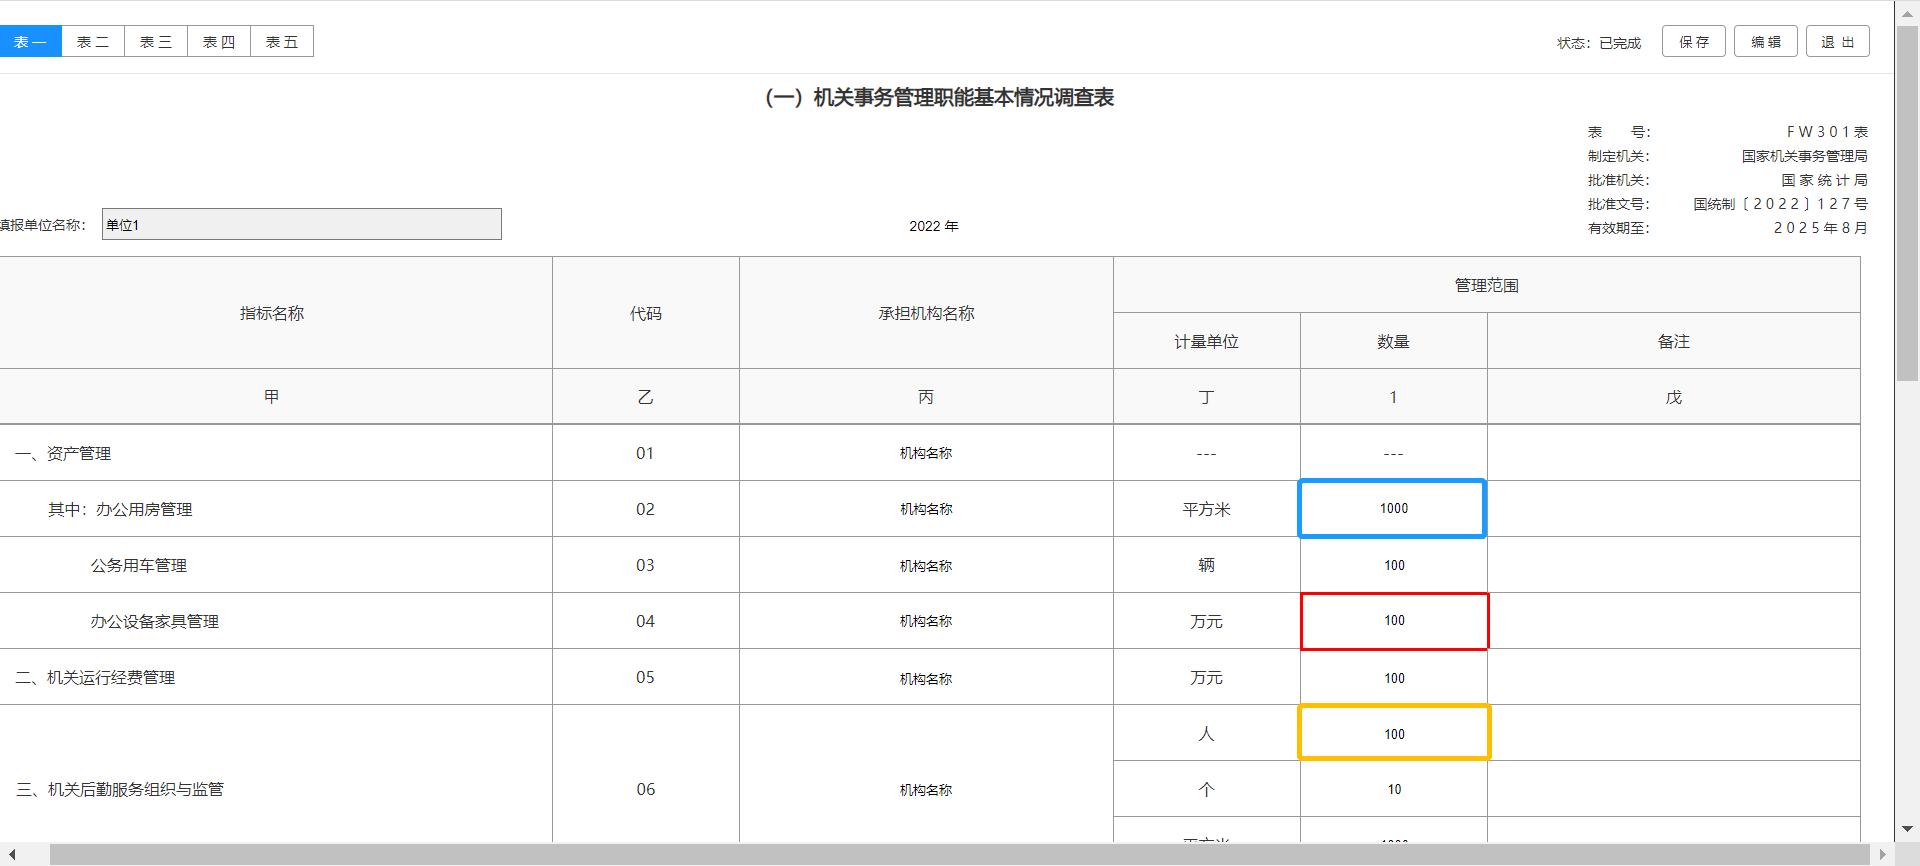 表一 表二 表三 表四 表五 状态：已完成 保存 编辑 退出
（一）机关事务管理职能基本情况调查表
表 号： FW301表
制定机关： 国家机关事务管理局
批准机关： 国家统计局
批准文号： 国统制〔2022〕127号
填报单位名称： 单位1 2022 年
有效期至： 2025年8月
指标名称 代码 承担机构名称 管理范围
计量单位 数量 备注
甲 乙 丙 丁 1 戊
一、资产管理 01 机构名称 --- ---
其中：办公用房管理 02 机构名称 平方米 1000
公务用车管理 03 机构名称 辆 100
办公设备家具管理 04 机构名称 万元 100
二、机关运行经费管理 05 机构名称 万元 100
人 100
三、机关后勤服务组织与监管 06 机构名称 个 10